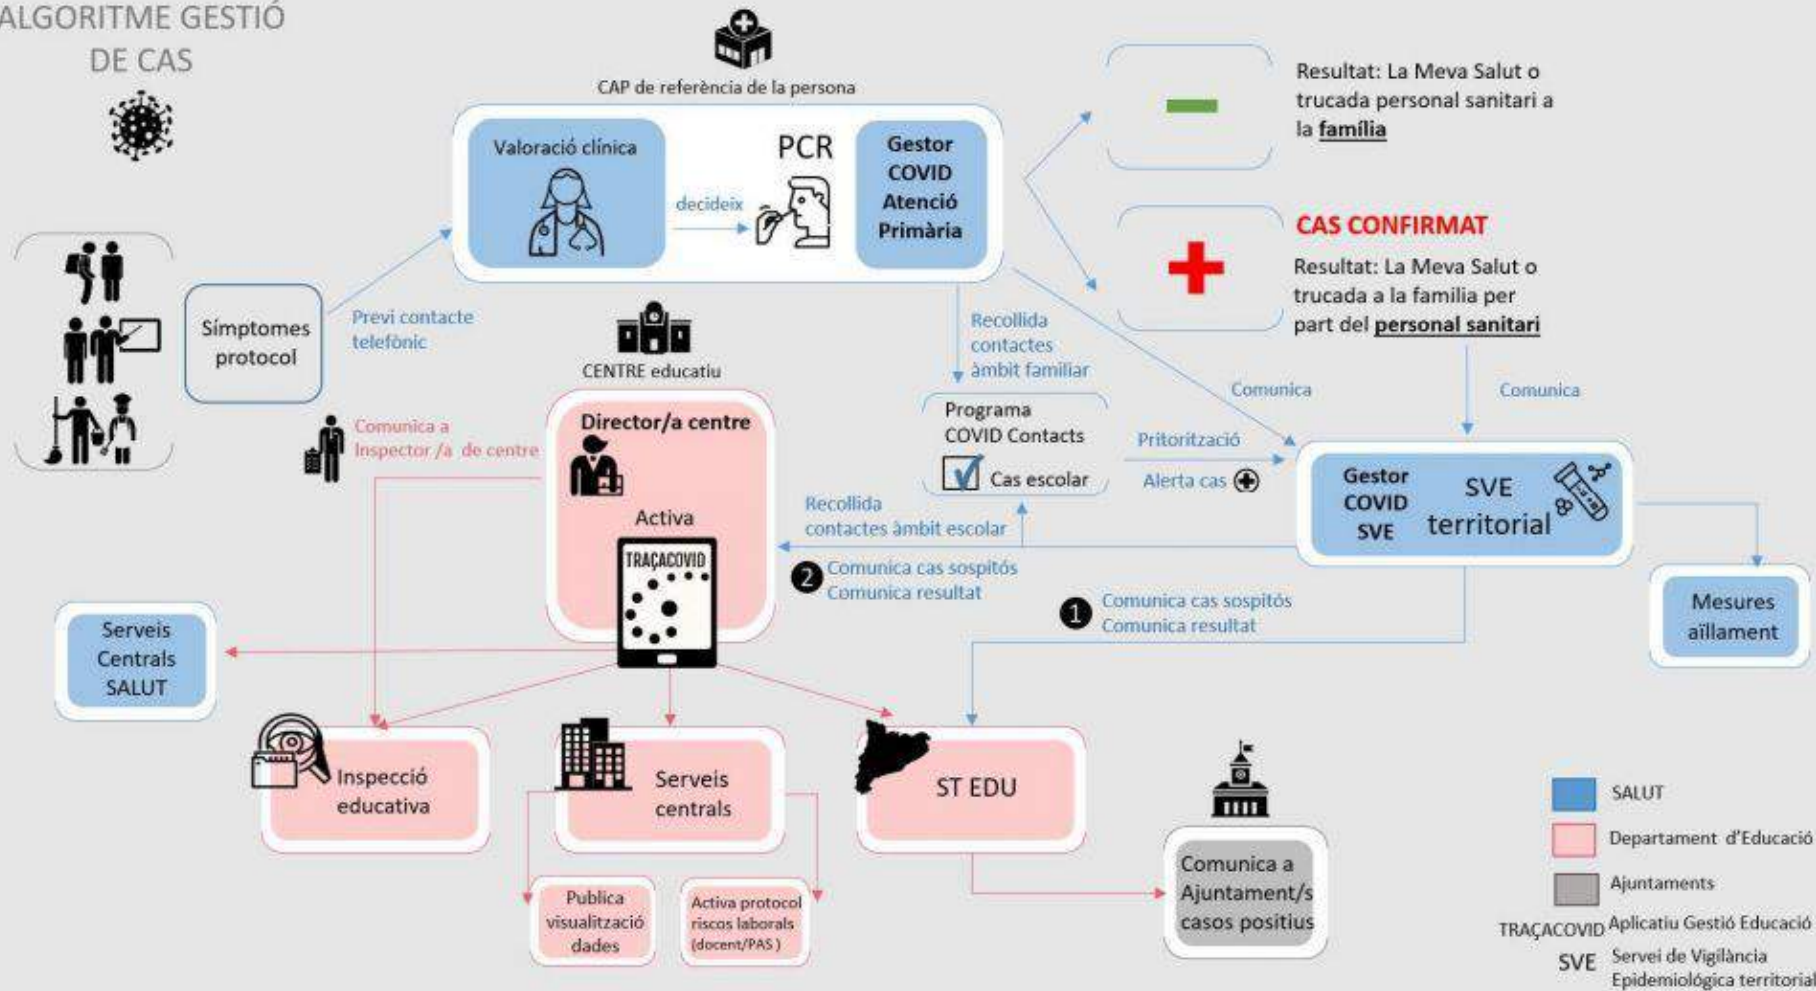 ALGORITME GESTIÓ
DE CAS
CAP de referència de la persona
Valoració clínica
decideix
PCR
Gestor
COVID
Atenció
Primària
Resultat: La Meva Salut o
trucada personal sanitari a
la família
CAS CONFIRMAT
Resultat: La Meva Salut o
trucada a la família per
part del personal sanitari
Símptomes
protocol
Previ contacte
telefònic
CENTRE educatiu
Recollida
contactes
àmbit familiar
Comunica
Comunica
Comunica a
Inspector /a de centre
Director/a centre
Activa
TRAÇACOVID
Programa
COVID Contacts
Cas escolar
Pritorització
Alerta cas
Gestor
COVID
SVE
SVE
territorial
Recollida
contactes àmbit escolar
2 Comunica cas sospitós
Comunica resultat
1 Comunica cas sospitós
Comunica resultat
Mesures
aïllament
Serveis
Centrals
SALUT
Inspecció
educativa
Serveis
centrals
ST EDU
Publica
visualització
dades
Activa protocol
riscos laborals
(docent/PAS )
Comunica a
Ajuntament/s
casos positius
SALUT
Departament d'Educació
Ajuntaments
TRAÇACOVID Aplicatiu Gestió Educació
SVE Servei de Vigilància
Epidemiológica territorial